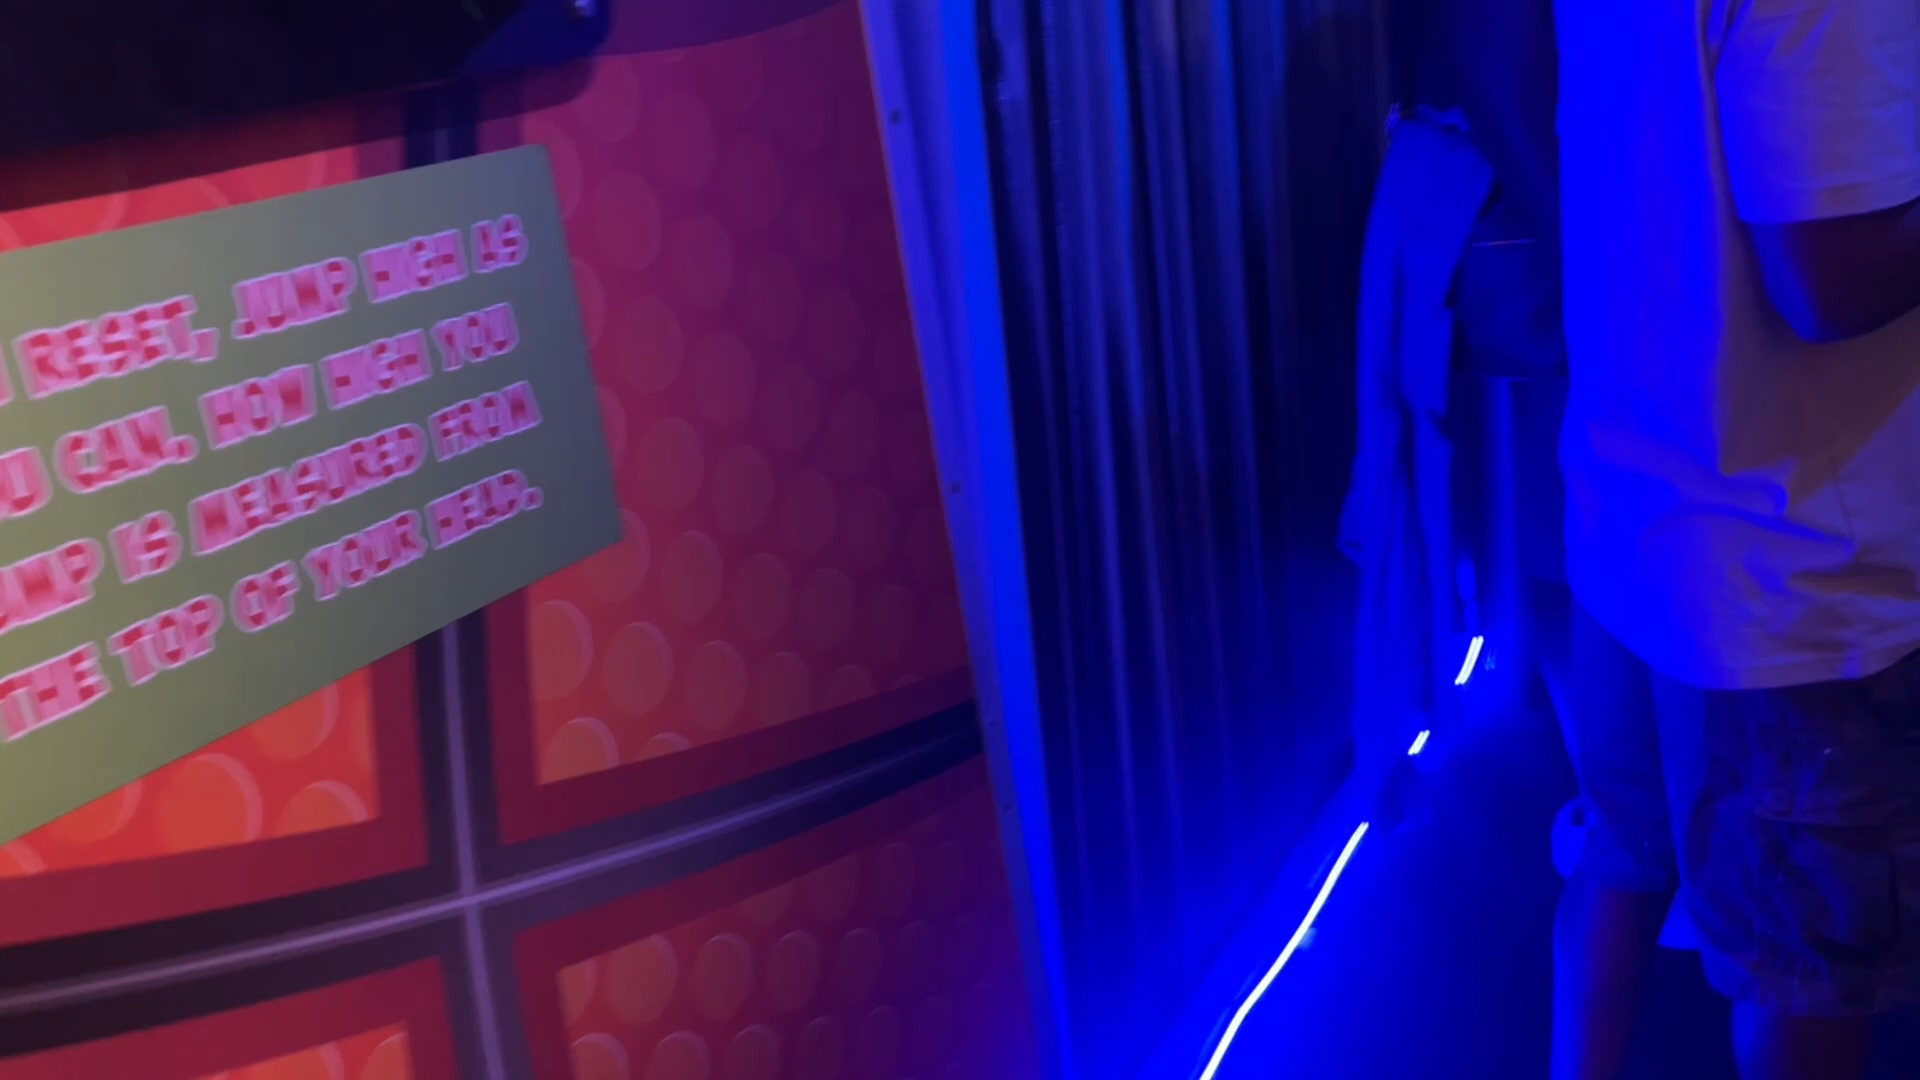 RESET, JUMP HIGH AS
CAN. HOW HIGH YOU
IS MEASURED FROM
THE TOP OF YOUR HEAD.